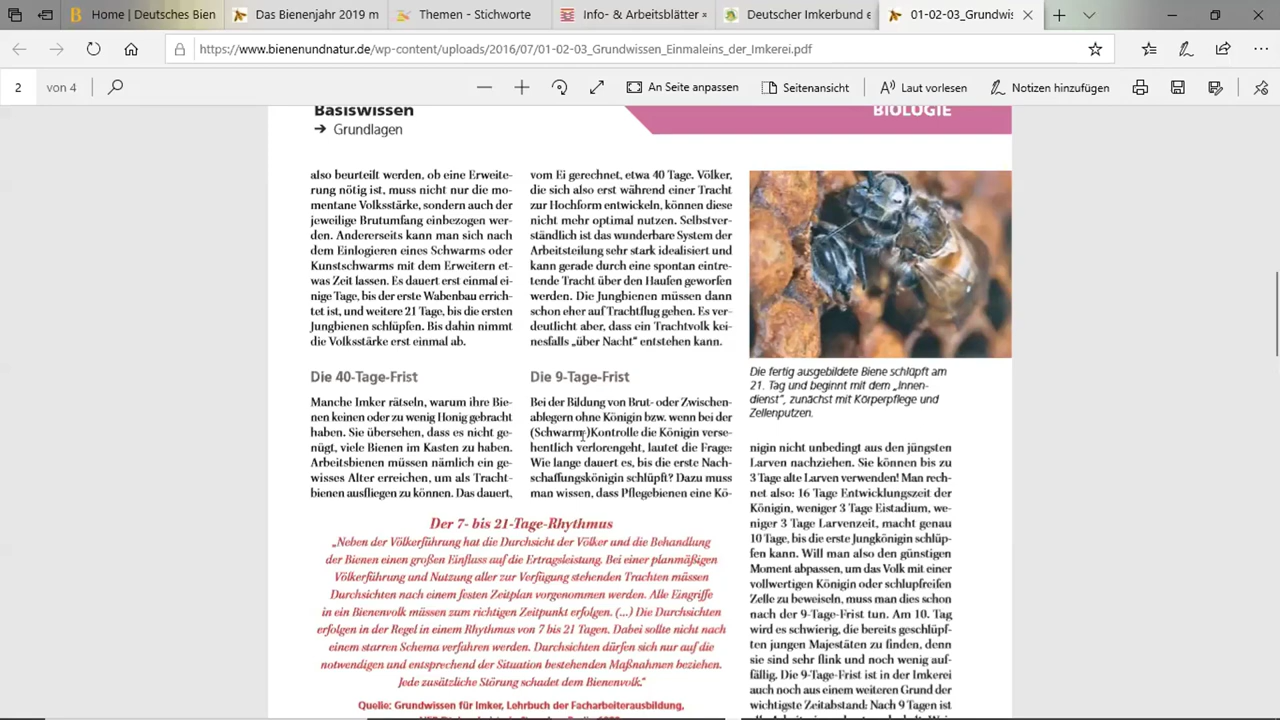 Home | Deutsches Bien
Das Bienenjahr 2019 m
Themen - Stichworte
Info- & Arbeitsblätter
Deutscher Imkerbund e
01-02-03_Grundwis
https://www.bienenundnatur.de/wp-content/uploads/2016/07/01-02-03_Grundwissen_Einmaleins_der_Imkerei.pdf
2 von 4
An Seite anpassen
Seitenansicht
Laut vorlesen
Notizen hinzufügen
Basiswissen
→ Grundlagen
BIOLOGIE
also beurteilt werden, ob eine Erweite-
rung nötig ist, muss nicht nur die mo-
mentane Volksstärke, sondern auch der
jeweilige Brutumfang einbezogen wer-
den. Andererseits kann man sich nach
dem Einlogieren eines Schwarms oder
Kunstschwarms mit dem Erweitern et-
was Zeit lassen. Es dauert erst einmal ei-
nige Tage, bis der erste Wabenbau errich-
tet ist, und weitere 21 Tage, bis die ersten
Jungbienen schlüpfen. Bis dahin nimmt
die Volksstärke erst einmal ab.
Die 40-Tage-Frist
Manche Imker rätseln, warum ihre Bie-
nen keinen oder zu wenig Honig gebracht
haben. Sie übersehen, dass es nicht ge-
nügt, viele Bienen im Kasten zu haben.
Arbeitsbienen müssen nämlich ein ge-
wisses Alter erreichen, um als Tracht-
bienen ausfliegen zu können. Das dauert,
vom Ei gerechnet, etwa 40 Tage. Völker,
die sich also erst während einer Tracht
zur Hochform entwickeln, können diese
nicht mehr optimal nutzen. Selbstver-
ständlich ist das wunderbare System der
Arbeitsteilung sehr stark idealisiert und
kann gerade durch eine spontan eintre-
tende Tracht über den Haufen geworfen
werden. Die Jungbienen müssen dann
schon eher auf Trachtflug gehen. Es ver-
deutlicht aber, dass ein Trachtvolk kei-
nesfalls „über Nacht“ entstehen kann.
Die 9-Tage-Frist
Bei der Bildung von Brut- oder Zwischen-
ablegern ohne Königin bzw. wenn bei der
(Schwarm-)Kontrolle die Königin verse-
hentlich verlorengeht, lautet die Frage:
Wie lange dauert es, bis die erste Nach-
schaffungskönigin schlüpft? Dazu muss
man wissen, dass Pflegebienen eine Kö-
Die fertig ausgebildete Biene schlüpft am
21. Tag und beginnt mit dem „Innen-
dienst“, zunächst mit Körperpflege und
Zellenputzen.
nigin nicht unbedingt aus den jüngsten
Larven nachziehen. Sie können bis zu
3 Tage alte Larven verwenden! Man rech-
net also: 16 Tage Entwicklungszeit der
Königin, weniger 3 Tage Eistadium, we-
niger 3 Tage Larvenzeit, macht genau
10 Tage, bis die erste Jungkönigin schlüp-
fen kann. Will man also den günstigen
Moment abpassen, um das Volk mit einer
vollwertigen Königin oder schlupfreifen
Zelle zu beweiseln, muss man dies schon
nach der 9-Tage-Frist tun. Am 10. Tag
wird es schwierig, die bereits geschlüpf-
ten jungen Majestäten zu finden, denn
sie sind sehr flink und noch wenig auf-
fällig. Die 9-Tage-Frist ist in der Imkerei
auch noch aus einem weiteren Grund der
wichtigste Zeitabstand: Nach 9 Tagen ist
Der 7- bis 21-Tage-Rhythmus
„Neben der Völkerführung hat die Durchsicht der Völker und die Behandlung
der Bienen einen großen Einfluss auf die Ertragsleistung. Bei einer planmäßigen
Völkerführung und Nutzung aller zur Verfügung stehenden Trachten müssen
Durchsichten nach einem festen Zeitplan vorgenommen werden. Alle Eingriffe
in ein Bienenvolk müssen zum richtigen Zeitpunkt erfolgen. (...) Die Durchsichten
erfolgen in der Regel in einem Rhythmus von 7 bis 21 Tagen. Dabei sollte nicht nach
einem starren Schema verfahren werden. Durchsichten dürfen sich nur auf die
notwendigen und entsprechend der Situation bestehenden Maßnahmen beziehen.
Jede zusätzliche Störung schadet dem Bienenvolk.“
Quelle: Grundwissen für Imker, Lehrbuch der Facharbeiterausbildung,